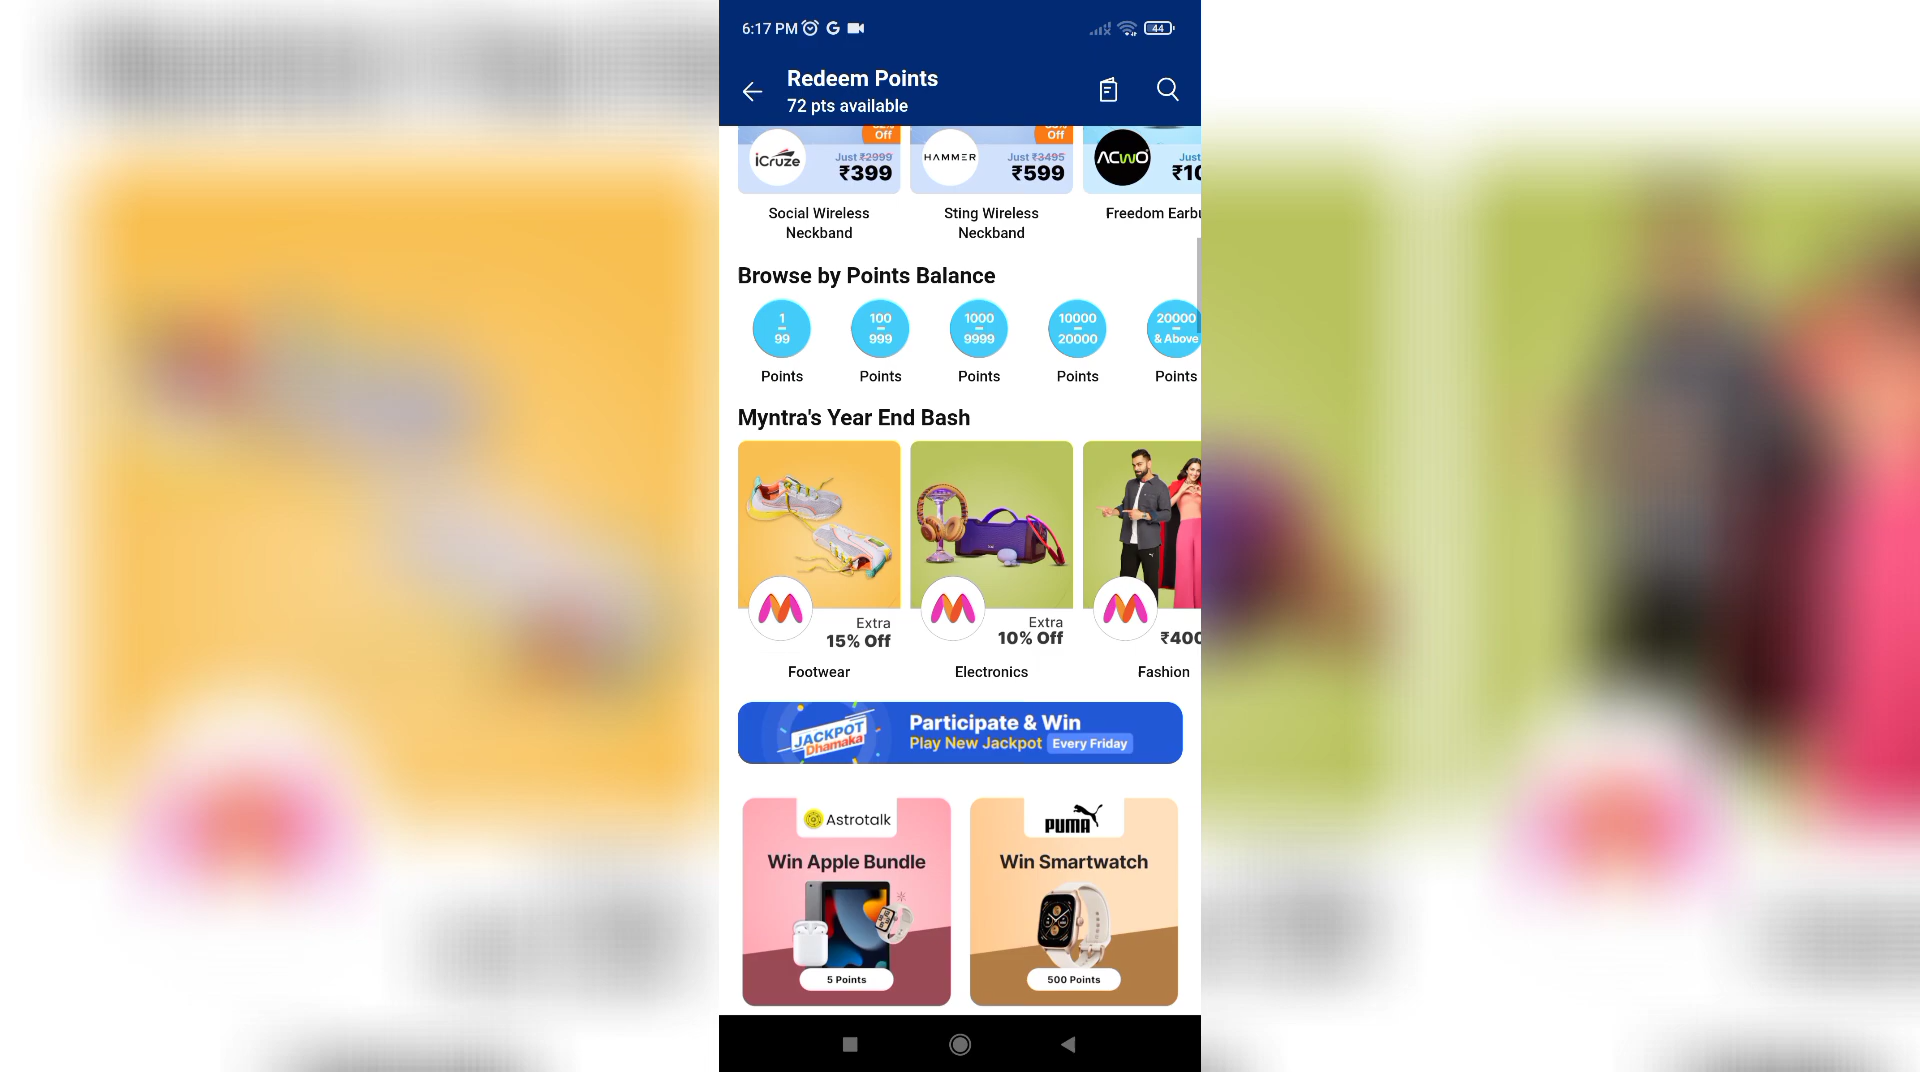 6:17 PM
44
Redeem Points
72 pts available
Off
Off
iCruze
Just ₹2999
₹399
HAMMER
Just ₹3495
₹599
ACWO
Just
Social Wireless
Neckband
Sting Wireless
Neckband
Freedom
Browse by Points Balance
1
-
99
100
-
999
1000
-
9999
10000
-
20000
20000
-
& Above
Points
Points
Points
Points
Points
Myntra's Year End Bash
Extra
15% Off
Extra
10% Off
₹400
Footwear
Electronics
Fashion
JACKPOT
Dhamaka
Participate & Win
Play New Jackpot Every Friday
Astrotalk
Win Apple Bundle
5 Points
PUMA
Win Smartwatch
500 Points